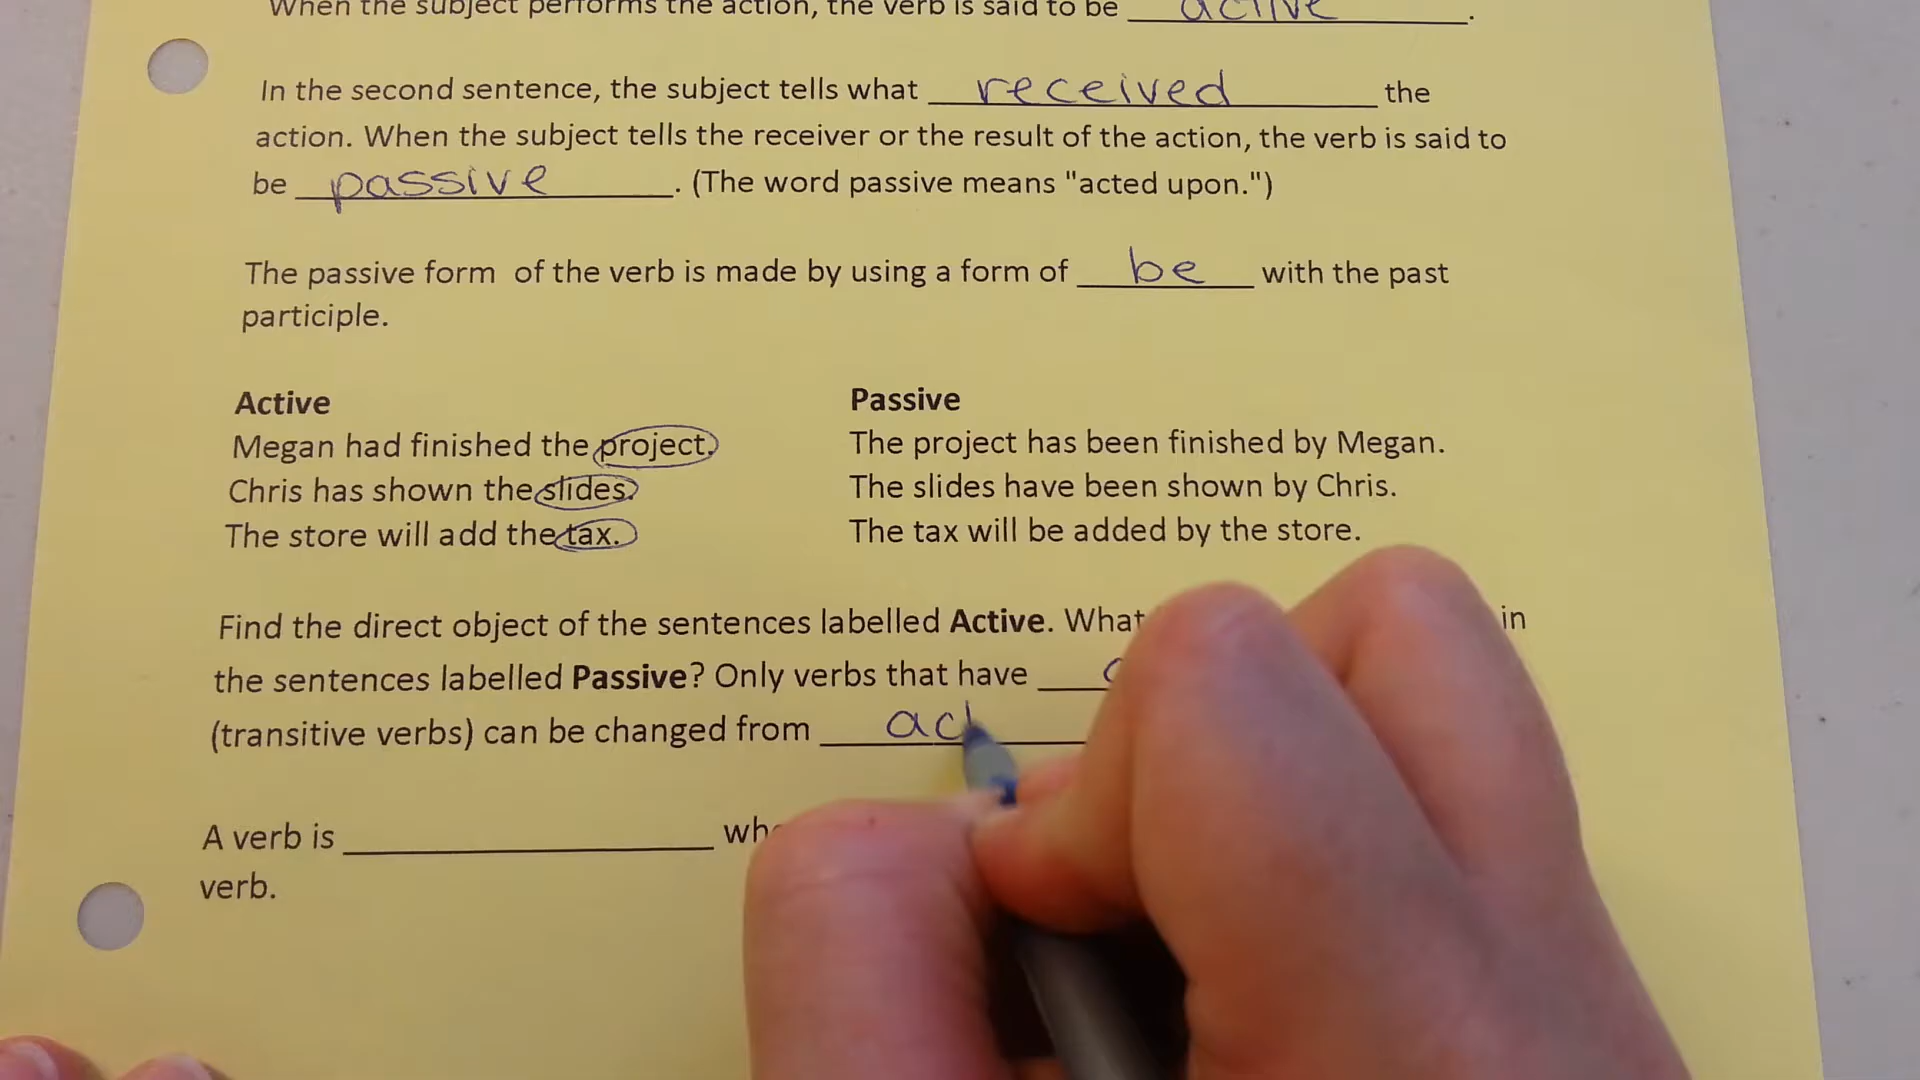 When the subject performs the action, the verb is said to be active.
In the second sentence, the subject tells what received the
action. When the subject tells the receiver or the result of the action, the verb is said to
be passive. (The word passive means "acted upon.")
The passive form of the verb is made by using a form of be with the past
participle.
Active
Megan had finished the project.
Chris has shown the slides.
The store will add the tax.
Passive
The project has been finished by Megan.
The slides have been shown by Chris.
The tax will be added by the store.
Find the direct object of the sentences labelled Active. What in
the sentences labelled Passive? Only verbs that have
(transitive verbs) can be changed from
A verb is
verb.